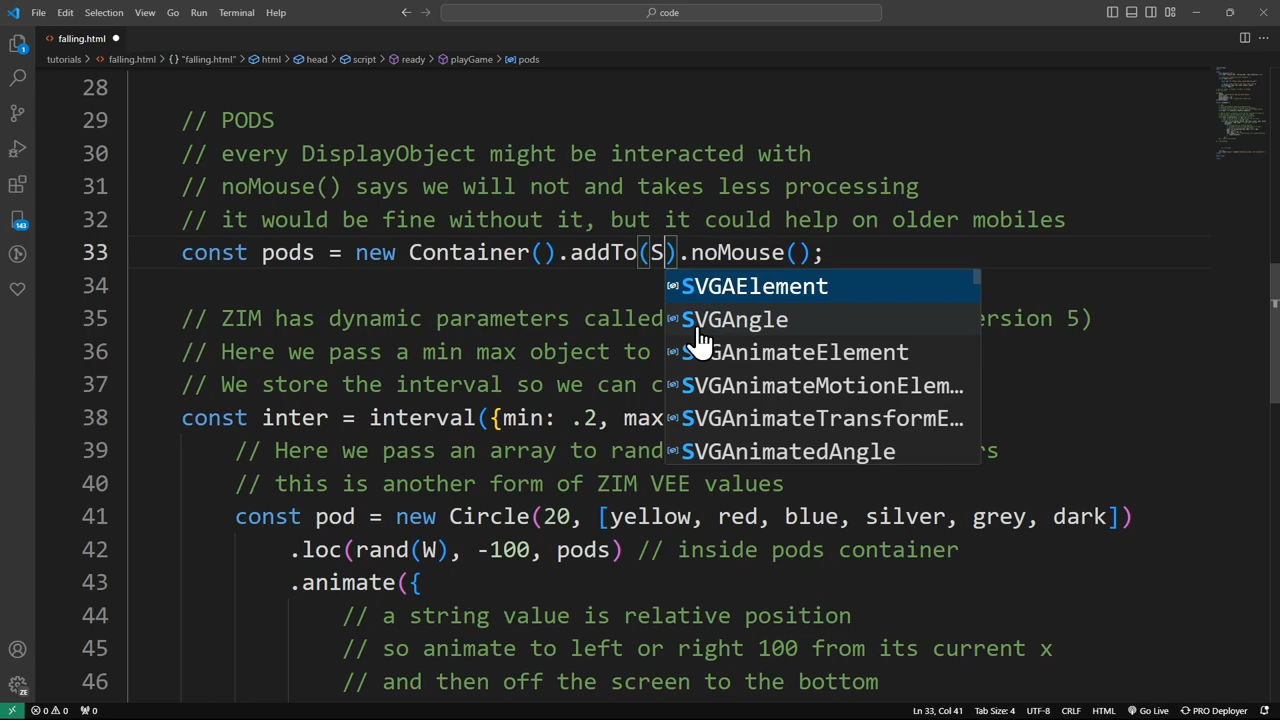 File Edit Selection View Go Run Terminal Help
code
falling.html
tutorials > falling.html > {} "falling.html" > html > head > script > ready > playGame > pods
28
29 // PODS
30 // every DisplayObject might be interacted with
31 // noMouse() says we will not and takes less processing
32 // it would be fine without it, but it could help on older mobiles
33 const pods = new Container().addTo(S).noMouse();
SVGAElement
34
SVGAngle
35 // ZIM has dynamic parameters called ersion 5)
SVGAnimateElement
36 // Here we pass a min max object to
SVGAnimateMotionElem…
37 // We store the interval so we can c
SVGAnimateTransformE…
38 const inter = interval({min: .2, max
SVGAnimatedAngle
39 // Here we pass an array to rand rs
40 // this is another form of ZIM VEE values
41 const pod = new Circle(20, [yellow, red, blue, silver, grey, dark])
42 .loc(rand(W), -100, pods) // inside pods container
43 .animate({
44 // a string value is relative position
45 // so animate to left or right 100 from its current x
46 // and then off the screen to the bottom
1
143
ZE
0 0 0 Ln 33, Col 41 Tab Size: 4 UTF-8 CRLF HTML Go Live PRO Deployer